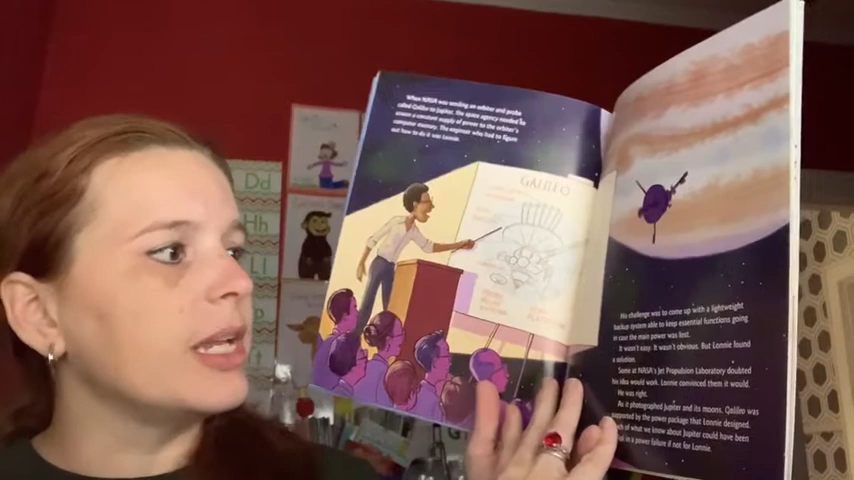 Dd
Hh
Ll
When NASA was sending an orbiter and probe
called Galileo to Jupiter, the space agency needed to
ensure a constant supply of power to the orbiter's
computer memory. The engineer who had to figure
out how to do it was Lonnie.
GALILEO
His challenge was to come up with a lightweight
backup system able to keep essential functions going
in case the main power was lost.
It wasn't easy. It wasn't obvious. But Lonnie found
a solution.
Some at NASA's Jet Propulsion Laboratory doubted
his idea would work. Lonnie convinced them it would.
He was right.
As it photographed Jupiter and its moons, Galileo was
supported by the power package that Lonnie designed.
of what we know about Jupiter could have been
in a power failure if not for Lonnie.